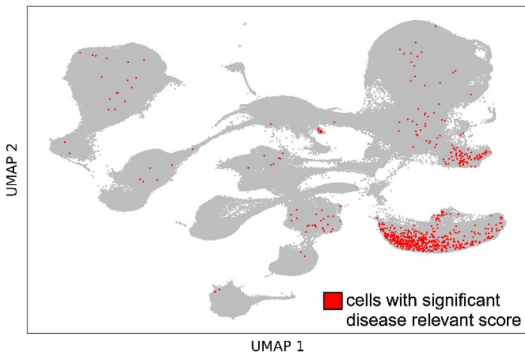 UMAP 2
cells with significant
disease relevant score
UMAP 1